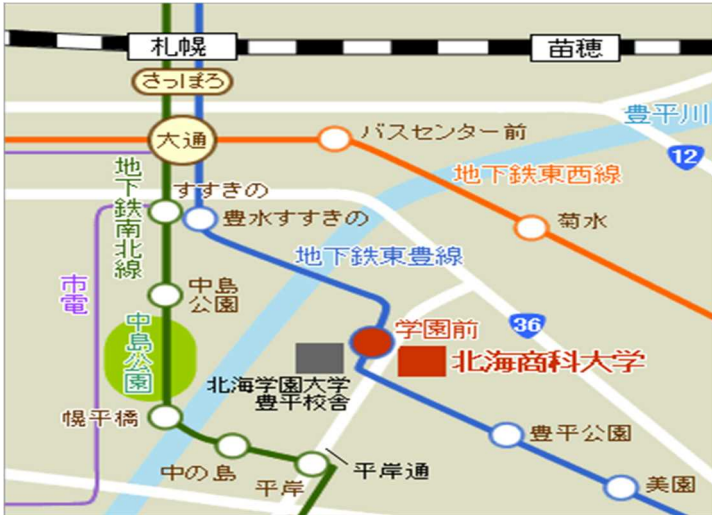 札幌
苗穂
さっぽろ
大通
バスセンター前
豊平川
12
地下鉄東西線
地下鉄南北線
すすきの
豊水すすきの
菊水
地下鉄東豊線
市電
中島
公園
中島公園
36
学園前
北海商科大学
北海学園大学
豊平校舎
幌平橋
豊平公園
中の島
平岸
平岸通
美園